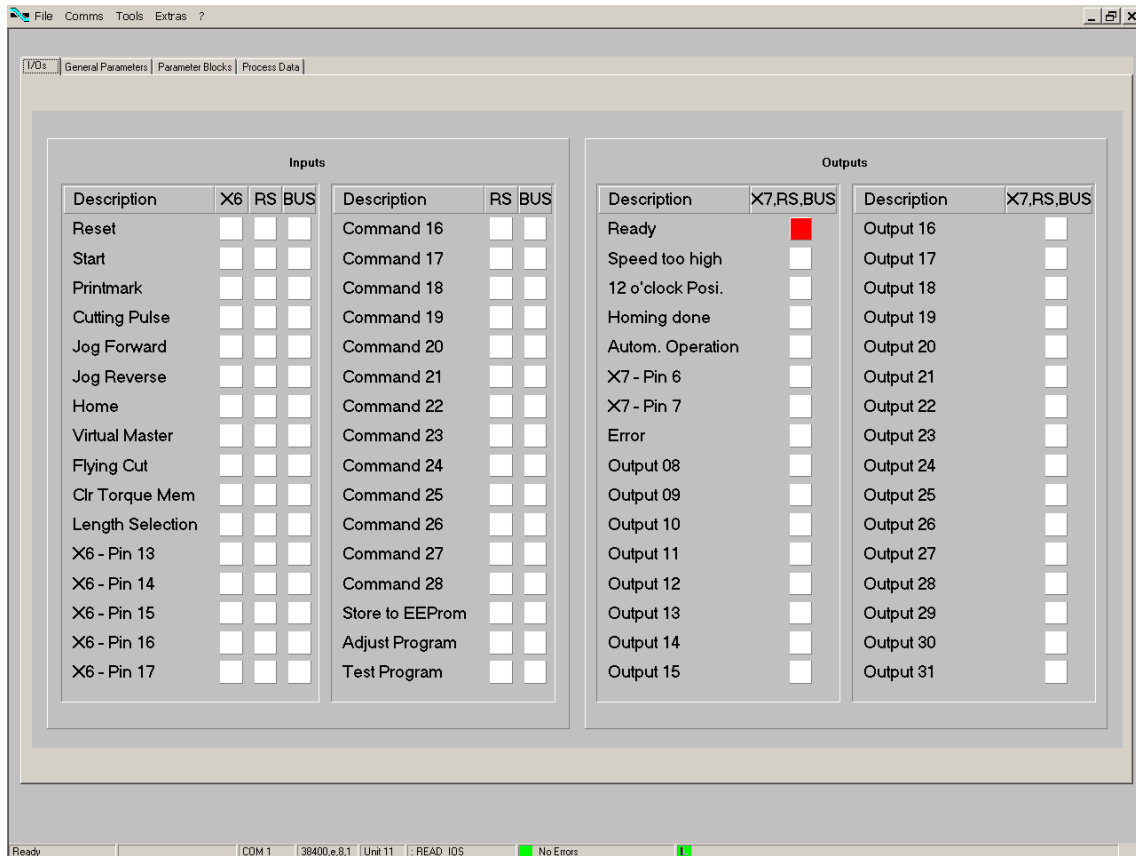 File Comms Tools Extras ?
I/Os General Parameters Parameter Blocks Process Data
Inputs Outputs
Description X6 RS BUS Description RS BUS Description X7,RS,BUS Description X7,RS,BUS
Reset Command 16 Ready Output 16
Start Command 17 Speed too high Output 17
Printmark Command 18 12 o'clock Posi. Output 18
Cutting Pulse Command 19 Homing done Output 19
Jog Forward Command 20 Autom. Operation Output 20
Jog Reverse Command 21 X7 - Pin 6 Output 21
Home Command 22 X7 - Pin 7 Output 22
Virtual Master Command 23 Error Output 23
Flying Cut Command 24 Output 08 Output 24
Clr Torque Mem Command 25 Output 09 Output 25
Length Selection Command 26 Output 10 Output 26
X6 - Pin 13 Command 27 Output 11 Output 27
X6 - Pin 14 Command 28 Output 12 Output 28
X6 - Pin 15 Store to EEProm Output 13 Output 29
X6 - Pin 16 Adjust Program Output 14 Output 30
X6 - Pin 17 Test Program Output 15 Output 31
Ready COM 1 38400,e,8,1 Unit 11 : READ IOS No Errors